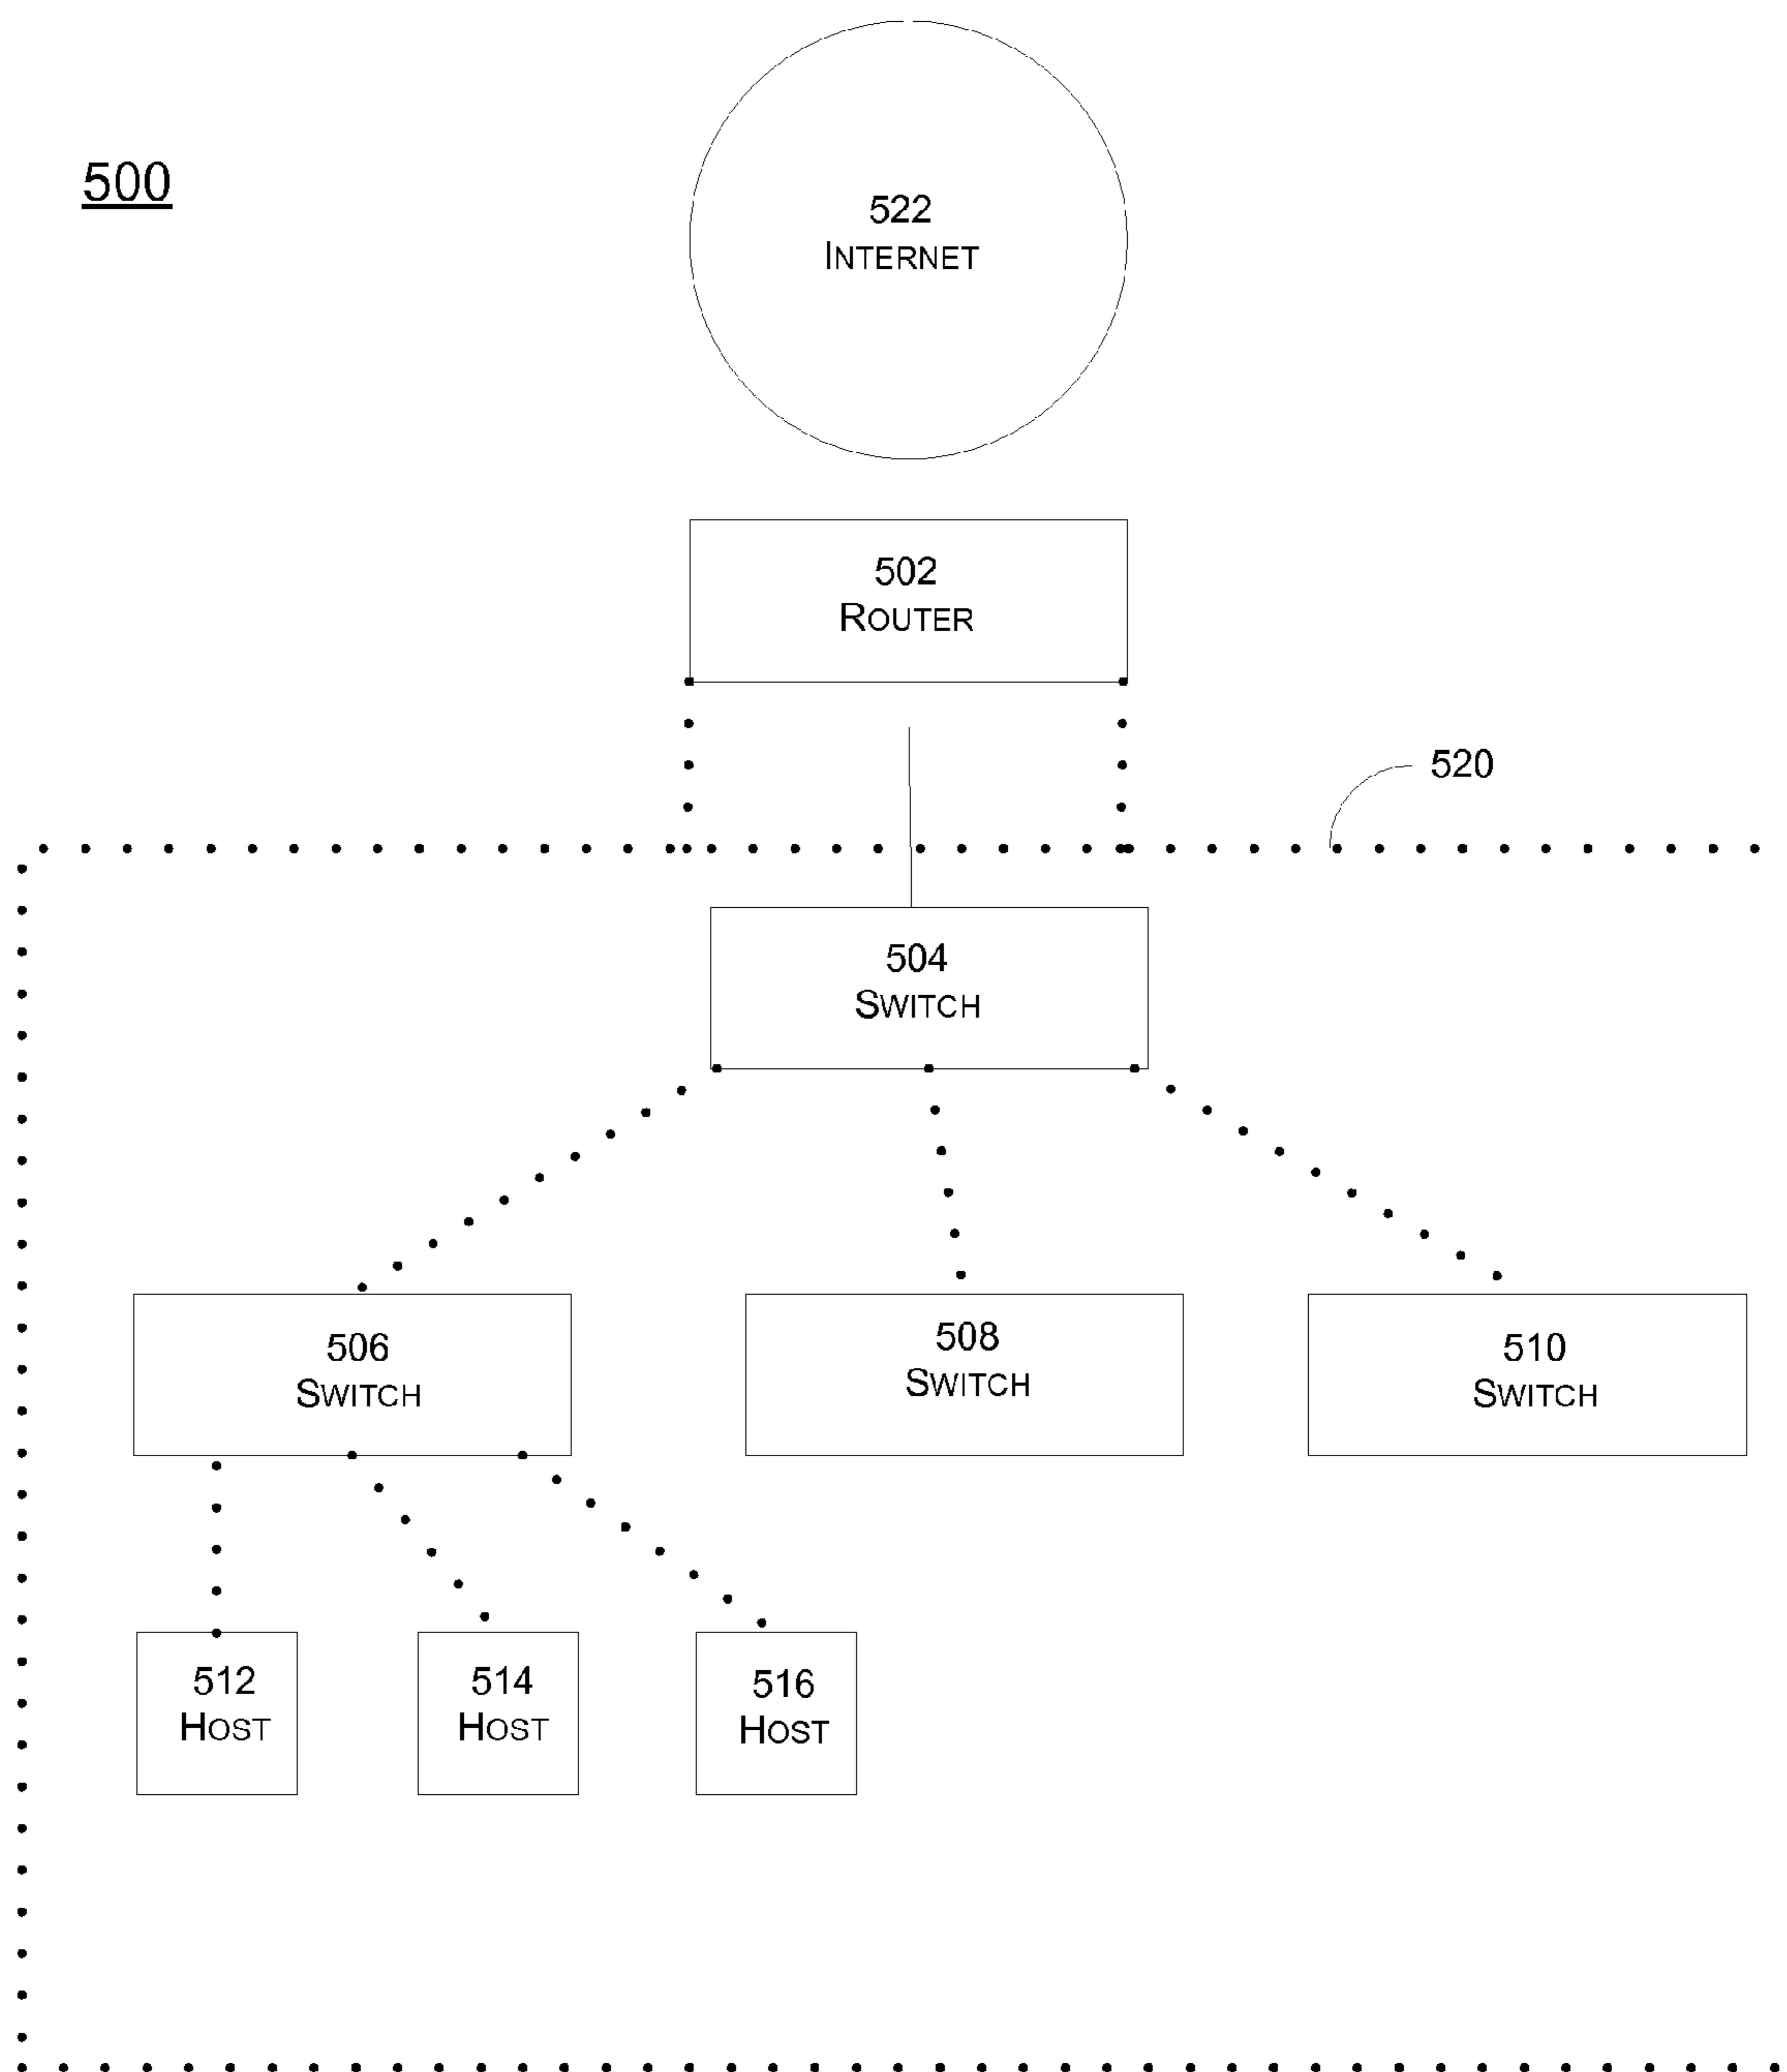 500
522
INTERNET
502
ROUTER
520
504
SWITCH
506
SWITCH
508
SWITCH
510
SWITCH
512
HOST
514
HOST
516
HOST